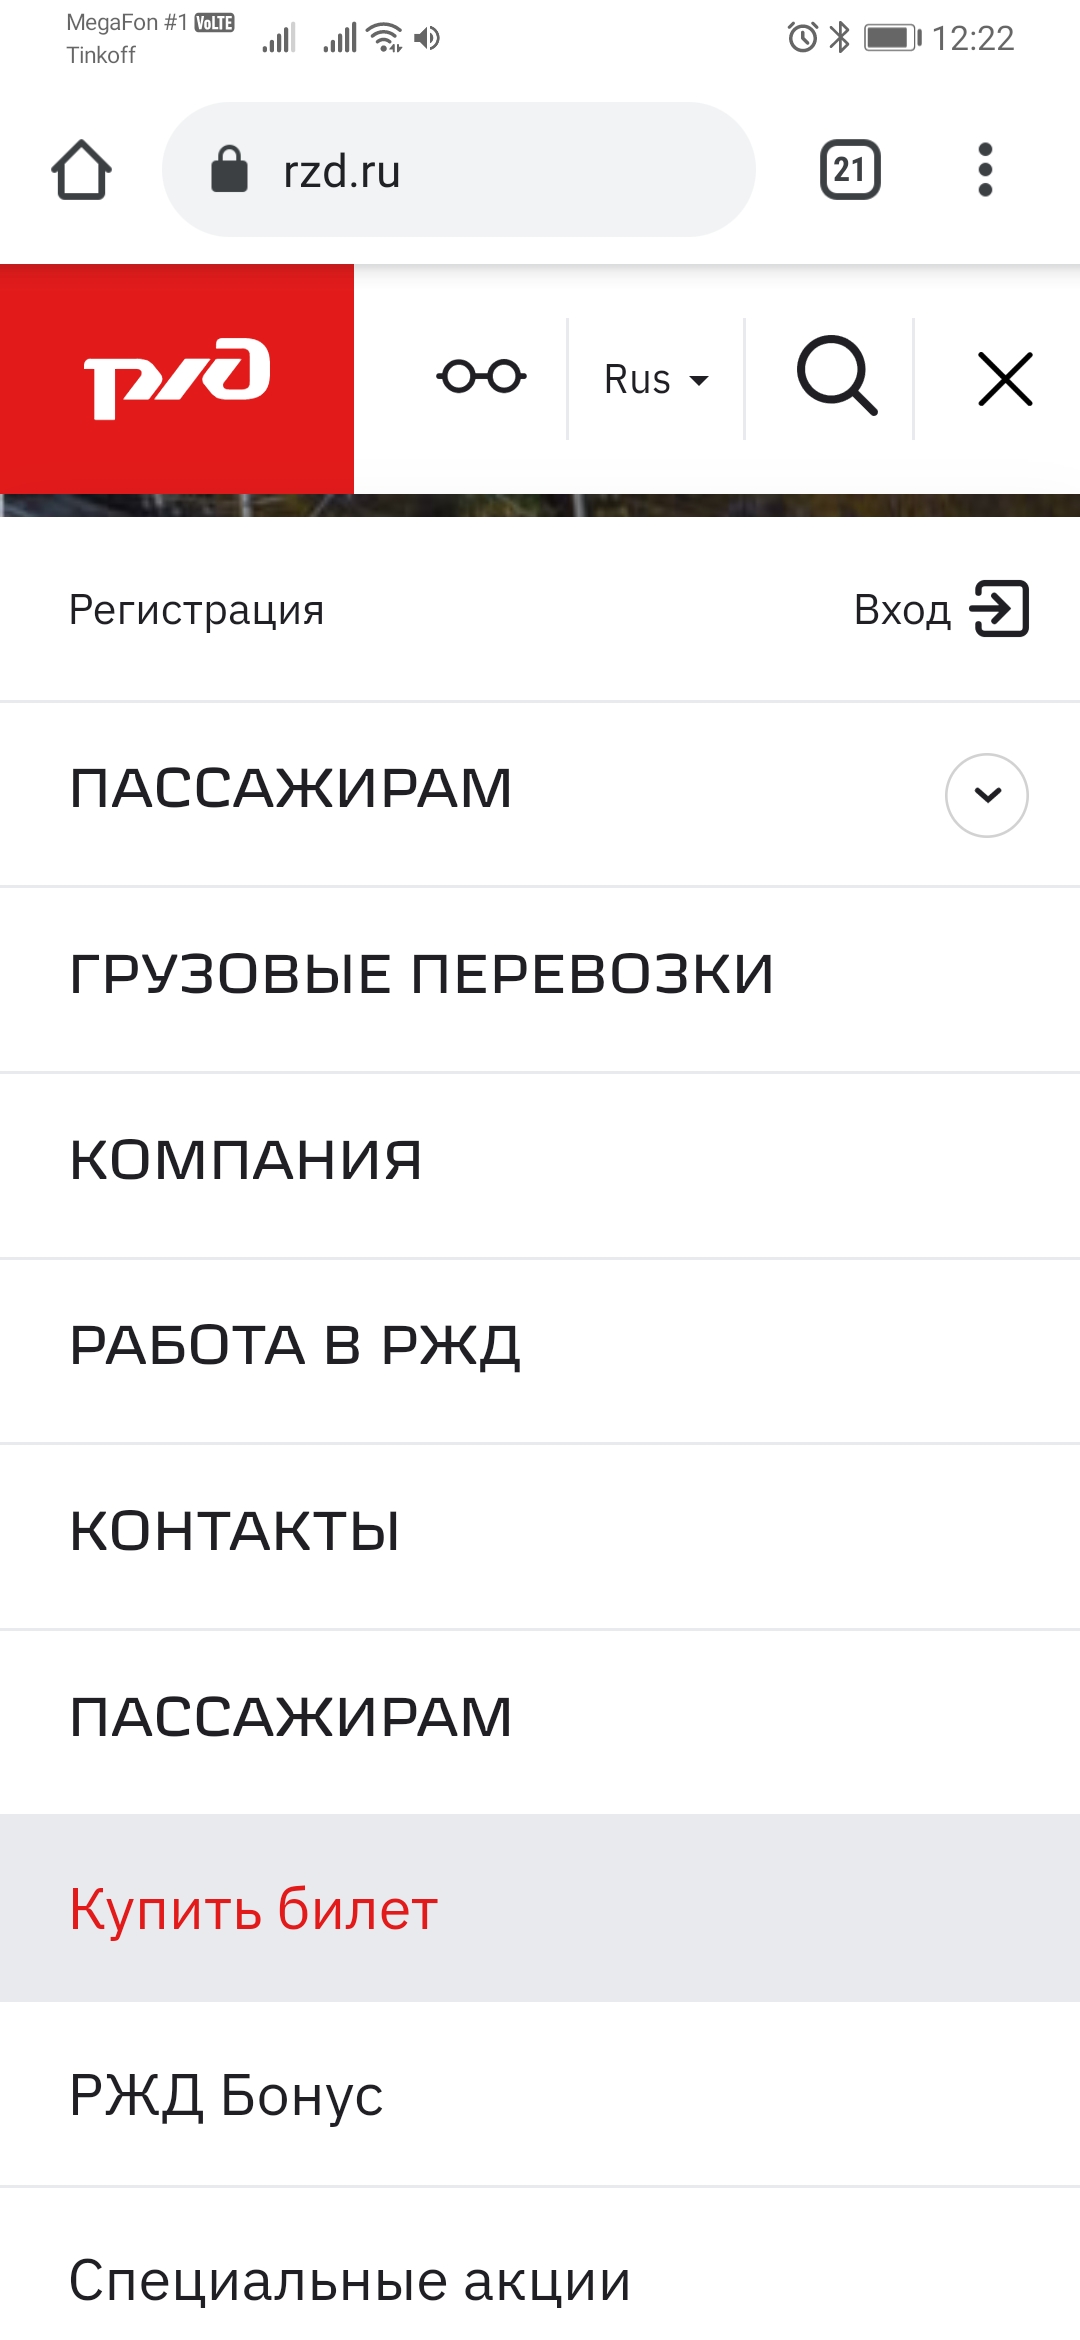 MegaFon #1 VoLTE
Tinkoff
12:22
rzd.ru
21
ржд
Rus
Регистрация
Вход
ПАССАЖИРАМ
ГРУЗОВЫЕ ПЕРЕВОЗКИ
КОМПАНИЯ
РАБОТА В РЖД
КОНТАКТЫ
ПАССАЖИРАМ
Купить билет
РЖД Бонус
Специальные акции